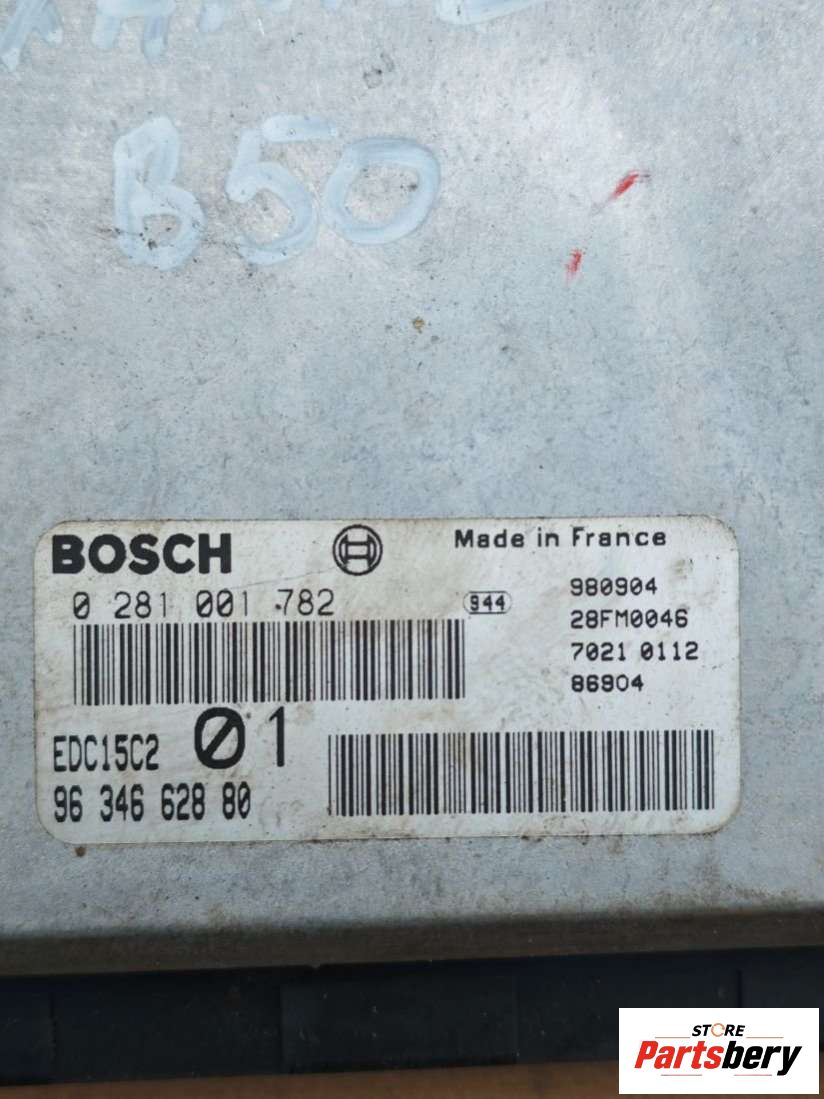 B50
BOSCH
Made in France
0 281 001 782
944
980904
28FM0046
7021 0112
86904
EDC15C2
01
96 346 628 80
STORE
Partsbery